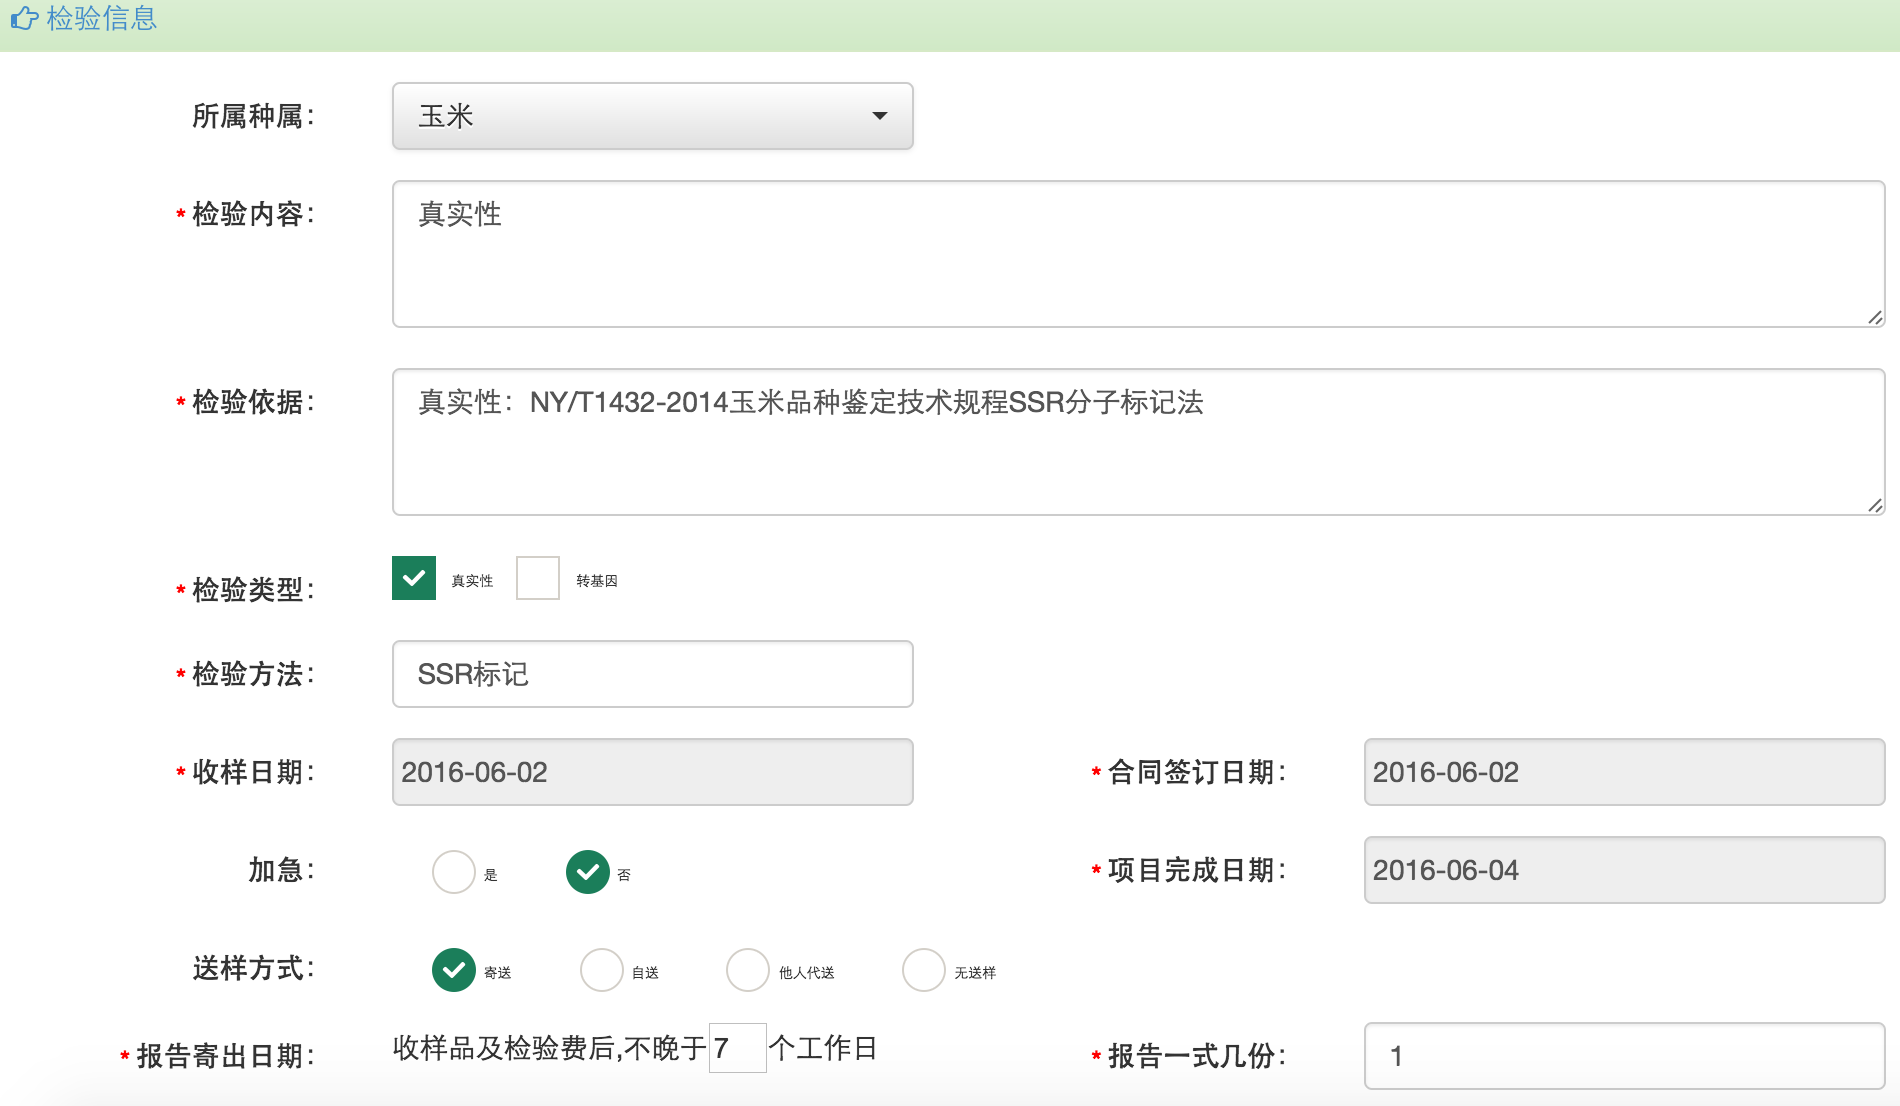 检验信息
所属种属： 玉米
*检验内容： 真实性
*检验依据： 真实性：NY/T1432-2014玉米品种鉴定技术规程SSR分子标记法
*检验类型： 真实性 转基因
*检验方法： SSR标记
*收样日期： 2016-06-02 *合同签订日期： 2016-06-02
加急： 是 否 *项目完成日期： 2016-06-04
送样方式： 寄送 自送 他人代送 无送样
*报告寄出日期： 收样品及检验费后,不晚于7个工作日 *报告一式几份： 1